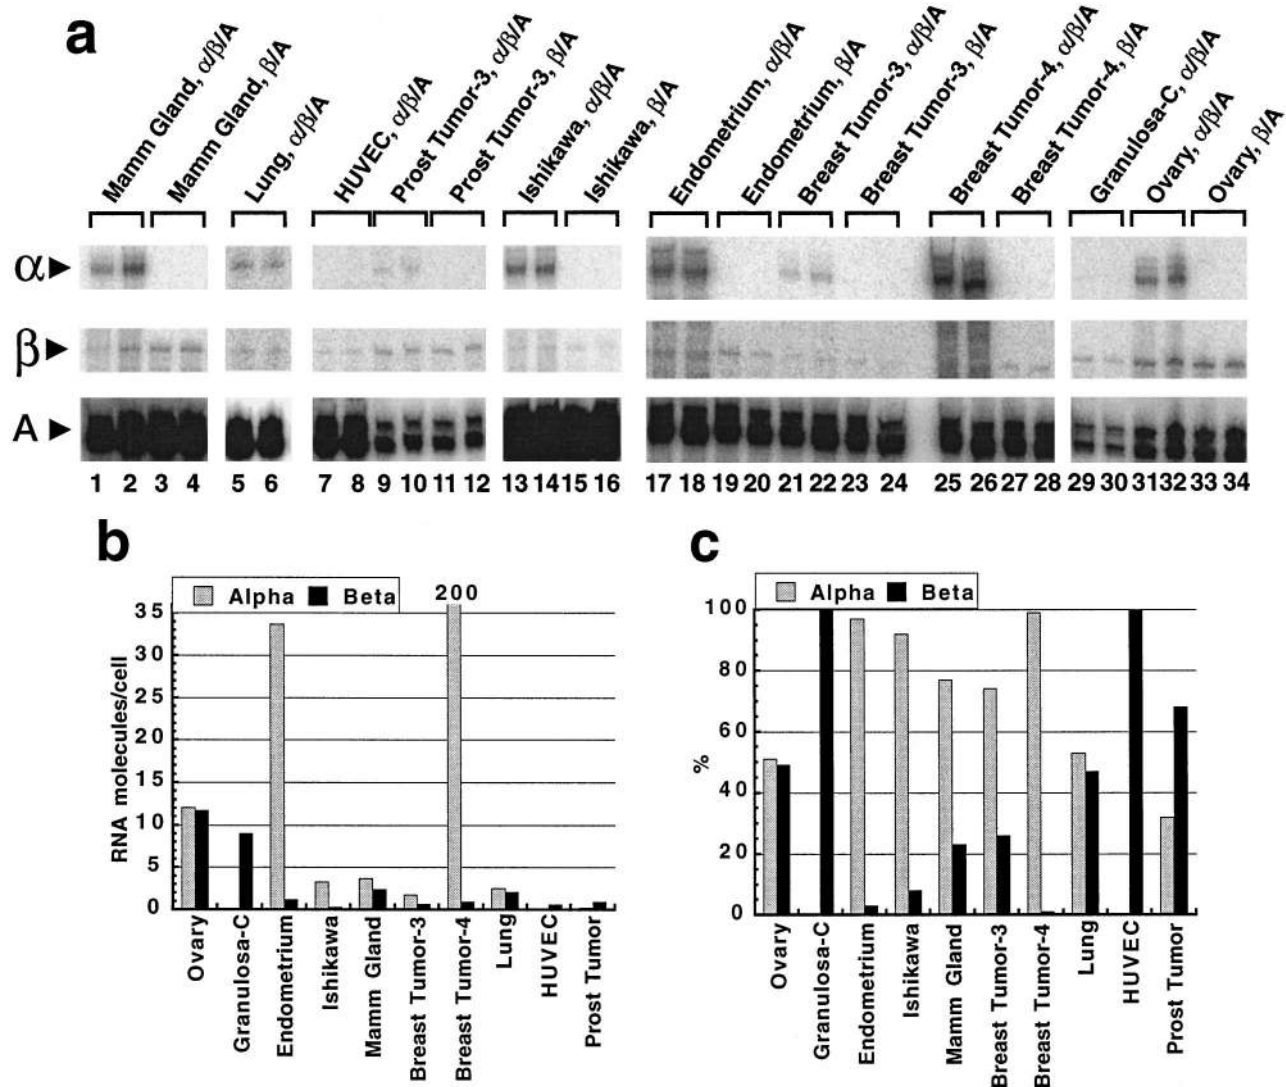 a
Mamm Gland, α/β/A
Mamm Gland, β/A
Lung, α/β/A
HUVEC, α/β/A
Prost Tumor-3, α/β/A
Prost Tumor-3, β/A
Ishikawa, α/β/A
Ishikawa, β/A
Endometrium, α/β/A
Endometrium, β/A
Breast Tumor-3, α/β/A
Breast Tumor-3, β/A
Breast Tumor-4, α/β/A
Breast Tumor-4, β/A
Granulosa-C, α/β/A
Ovary, α/β/A
Ovary, β/A
α
β
A
1 2 3 4 5 6 7 8 9 10 11 12 13 14 15 16 17 18 19 20 21 22 23 24 25 26 27 28 29 30 31 32 33 34
b
Alpha Beta
200
RNA molecules/cell
35
30
25
20
15
10
5
0
Ovary
Granulosa-C
Endometrium
Ishikawa
Mamm Gland
Breast Tumor-3
Breast Tumor-4
Lung
HUVEC
Prost Tumor
c
Alpha Beta
%
100
80
60
40
20
0
Ovary
Granulosa-C
Endometrium
Ishikawa
Mamm Gland
Breast Tumor-3
Breast Tumor-4
Lung
HUVEC
Prost Tumor